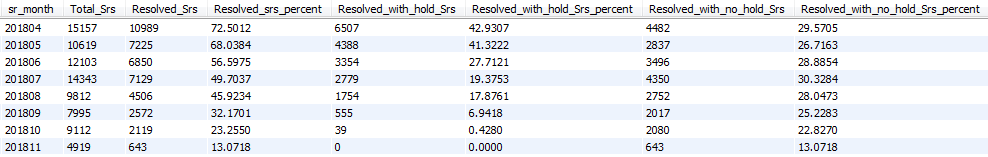 sr_month Total_Srs Resolved_Srs Resolved_srs_percent Resolved_with_hold_Srs Resolved_with_hold_Srs_percent Resolved_with_no_hold_Srs Resolved_with_no_hold_Srs_percent
201804 15157 10989 72.5012 6507 42.9307 4482 29.5705
201805 10619 7225 68.0384 4388 41.3222 2837 26.7163
201806 12103 6850 56.5975 3354 27.7121 3496 28.8854
201807 14343 7129 49.7037 2779 19.3753 4350 30.3284
201808 9812 4506 45.9234 1754 17.8761 2752 28.0473
201809 7995 2572 32.1701 555 6.9418 2017 25.2283
201810 9112 2119 23.2550 39 0.4280 2080 22.8270
201811 4919 643 13.0718 0 0.0000 643 13.0718